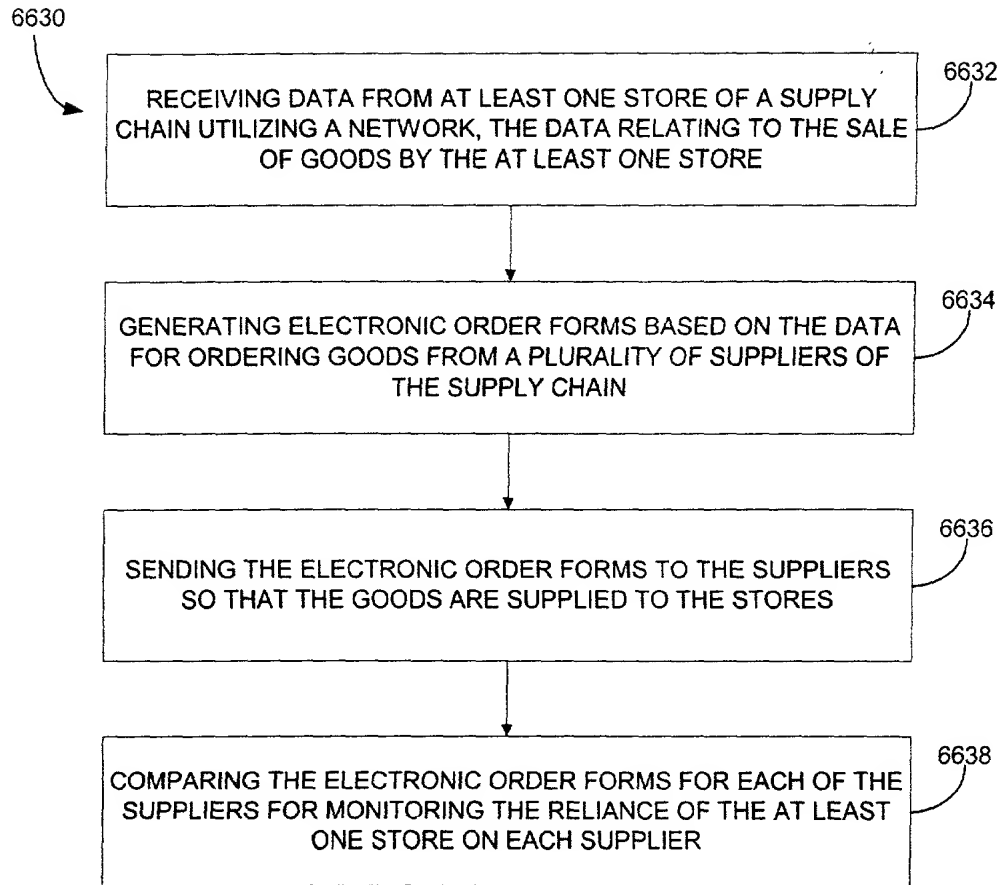 6630
6632
RECEIVING DATA FROM AT LEAST ONE STORE OF A SUPPLY
CHAIN UTILIZING A NETWORK, THE DATA RELATING TO THE SALE
OF GOODS BY THE AT LEAST ONE STORE
6634
GENERATING ELECTRONIC ORDER FORMS BASED ON THE DATA
FOR ORDERING GOODS FROM A PLURALITY OF SUPPLIERS OF
THE SUPPLY CHAIN
6636
SENDING THE ELECTRONIC ORDER FORMS TO THE SUPPLIERS
SO THAT THE GOODS ARE SUPPLIED TO THE STORES
6638
COMPARING THE ELECTRONIC ORDER FORMS FOR EACH OF THE
SUPPLIERS FOR MONITORING THE RELIANCE OF THE AT LEAST
ONE STORE ON EACH SUPPLIER